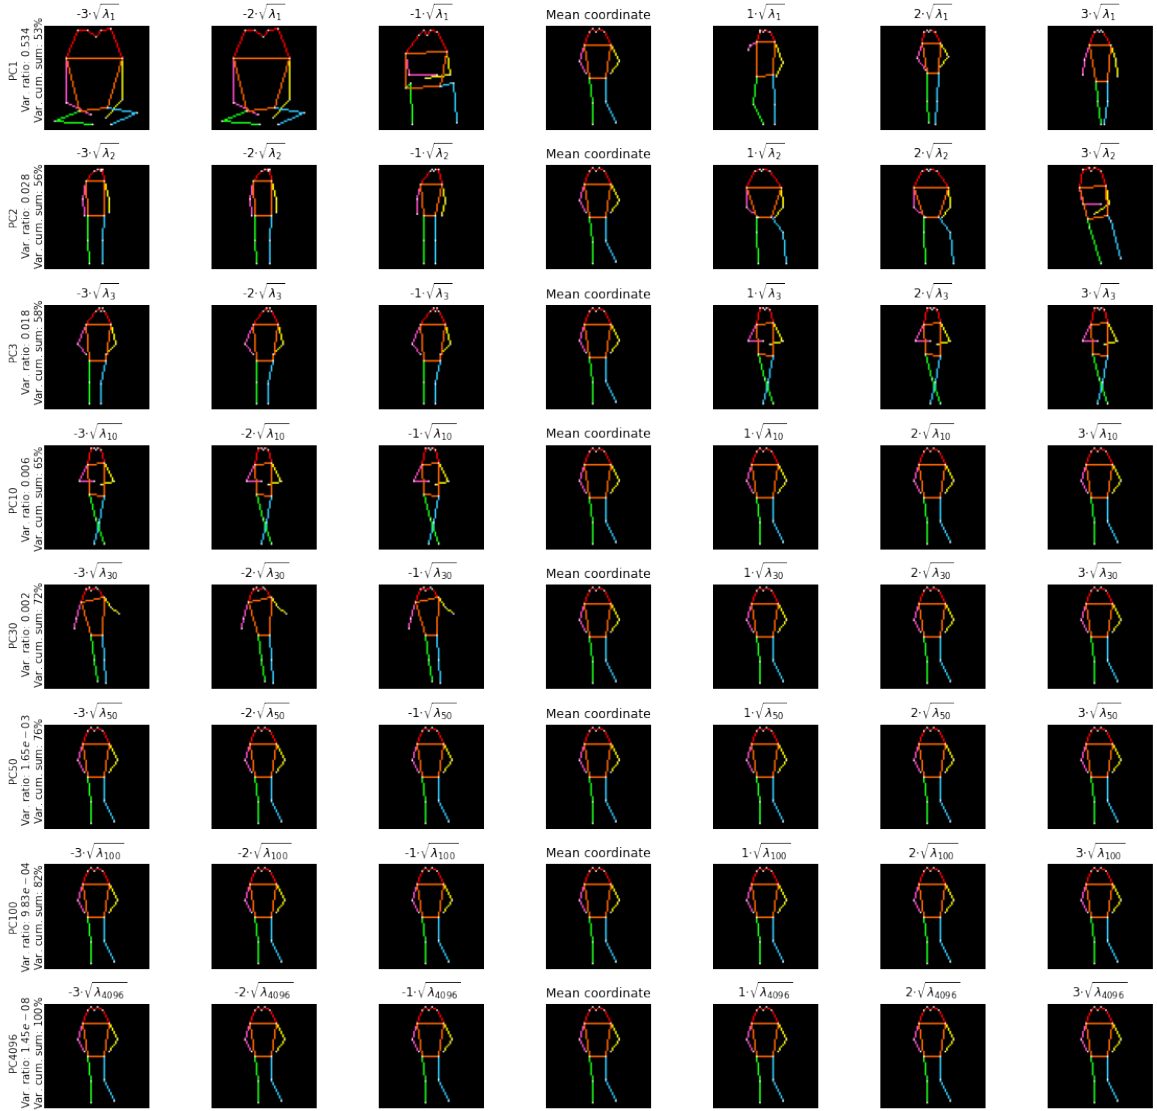 -3·√λ₁ -2·√λ₁ -1·√λ₁ Mean coordinate 1·√λ₁ 2·√λ₁ 3·√λ₁
PC1
Var. ratio: 0.534
Var. cum. sum: 53%
-3·√λ₂ -2·√λ₂ -1·√λ₂ Mean coordinate 1·√λ₂ 2·√λ₂ 3·√λ₂
PC2
Var. ratio: 0.028
Var. cum. sum: 56%
-3·√λ₃ -2·√λ₃ -1·√λ₃ Mean coordinate 1·√λ₃ 2·√λ₃ 3·√λ₃
PC3
Var. ratio: 0.018
Var. cum. sum: 58%
-3·√λ₁₀ -2·√λ₁₀ -1·√λ₁₀ Mean coordinate 1·√λ₁₀ 2·√λ₁₀ 3·√λ₁₀
PC10
Var. ratio: 0.006
Var. cum. sum: 65%
-3·√λ₃₀ -2·√λ₃₀ -1·√λ₃₀ Mean coordinate 1·√λ₃₀ 2·√λ₃₀ 3·√λ₃₀
PC30
Var. ratio: 0.002
Var. cum. sum: 72%
-3·√λ₅₀ -2·√λ₅₀ -1·√λ₅₀ Mean coordinate 1·√λ₅₀ 2·√λ₅₀ 3·√λ₅₀
PC50
Var. ratio: 1.65e − 03
Var. cum. sum: 76%
-3·√λ₁₀₀ -2·√λ₁₀₀ -1·√λ₁₀₀ Mean coordinate 1·√λ₁₀₀ 2·√λ₁₀₀ 3·√λ₁₀₀
PC100
Var. ratio: 9.83e − 04
Var. cum. sum: 82%
-3·√λ₄₀₉₆ -2·√λ₄₀₉₆ -1·√λ₄₀₉₆ Mean coordinate 1·√λ₄₀₉₆ 2·√λ₄₀₉₆ 3·√λ₄₀₉₆
PC4096
Var. ratio: 1.45e − 08
Var. cum. sum: 100%